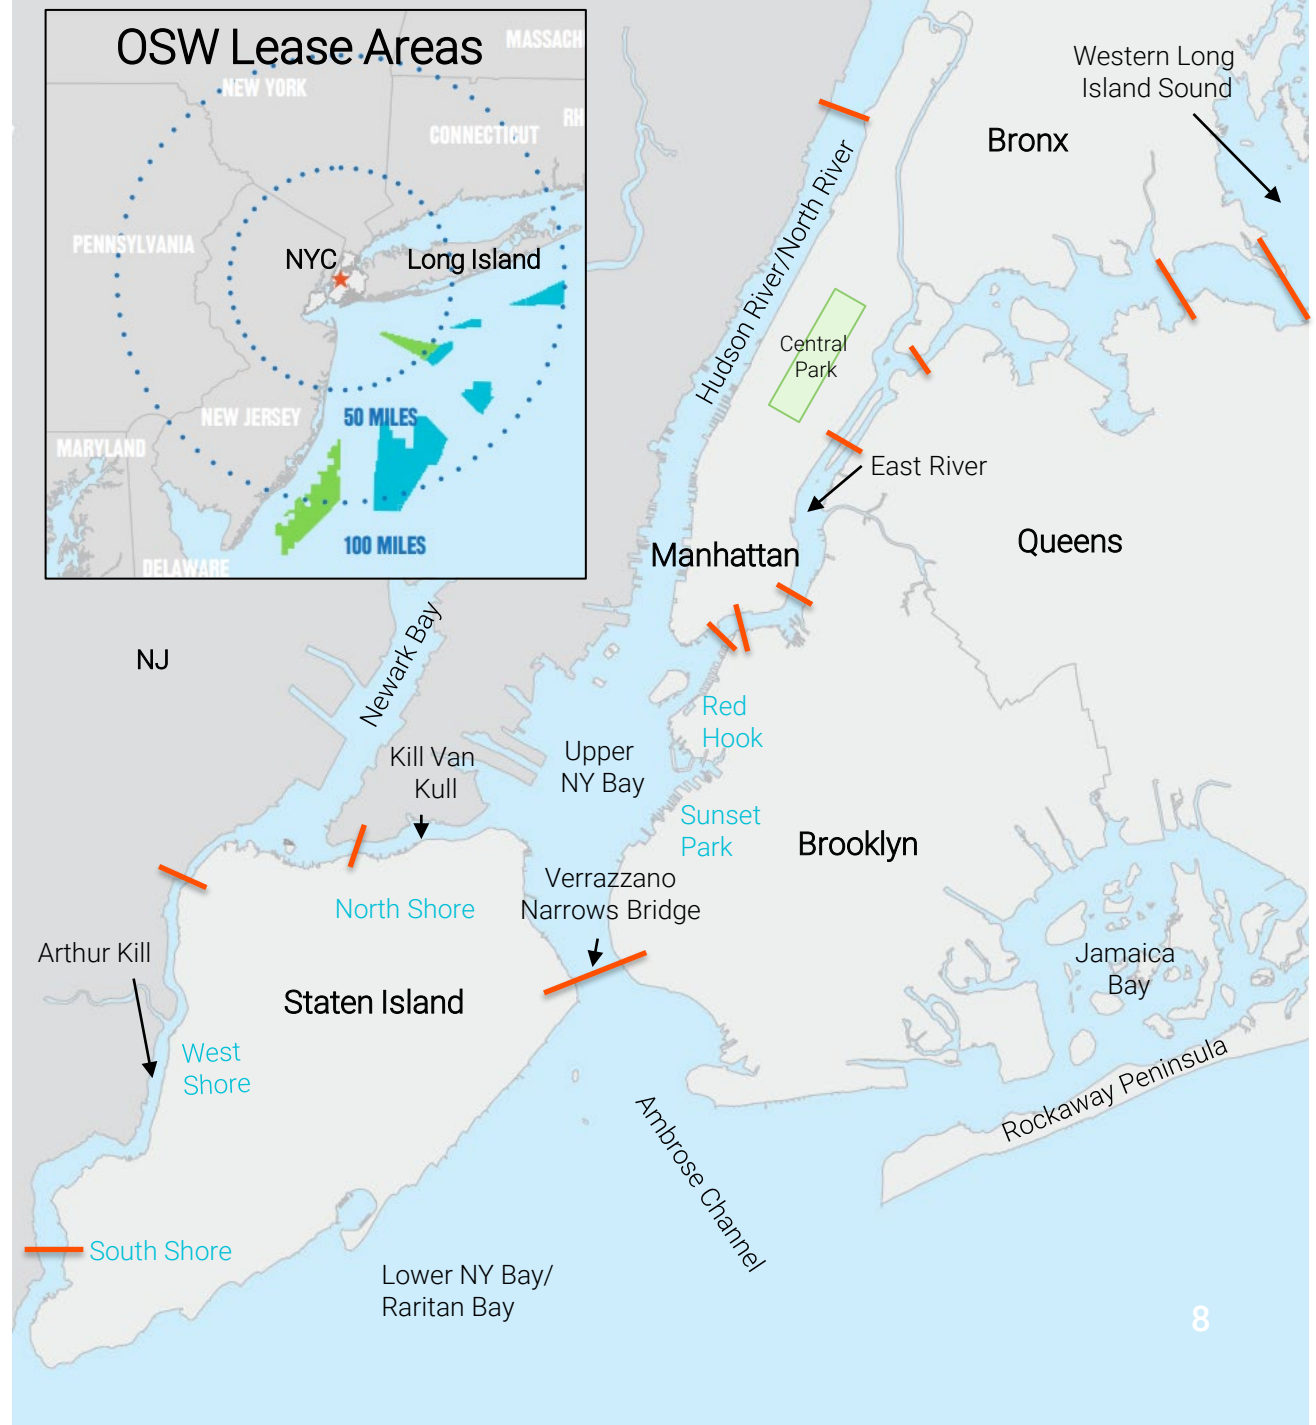 OSW Lease Areas
MASSACH
NEW YORK
CONNECTICUT
RH
PENNSYLVANIA
NYC
Long Island
NEW JERSEY
50 MILES
MARYLAND
100 MILES
DELAWARE
Western Long
Island Sound
Bronx
Hudson River/North River
Central
Park
East River
Queens
Manhattan
NJ
Newark Bay
Red
Hook
Kill Van
Kull
Upper
NY Bay
Sunset
Park
Brooklyn
Verrazzano
Narrows Bridge
North Shore
Arthur Kill
Jamaica
Bay
Staten Island
West
Shore
Rockaway Peninsula
Ambrose Channel
South Shore
Lower NY Bay/
Raritan Bay
8